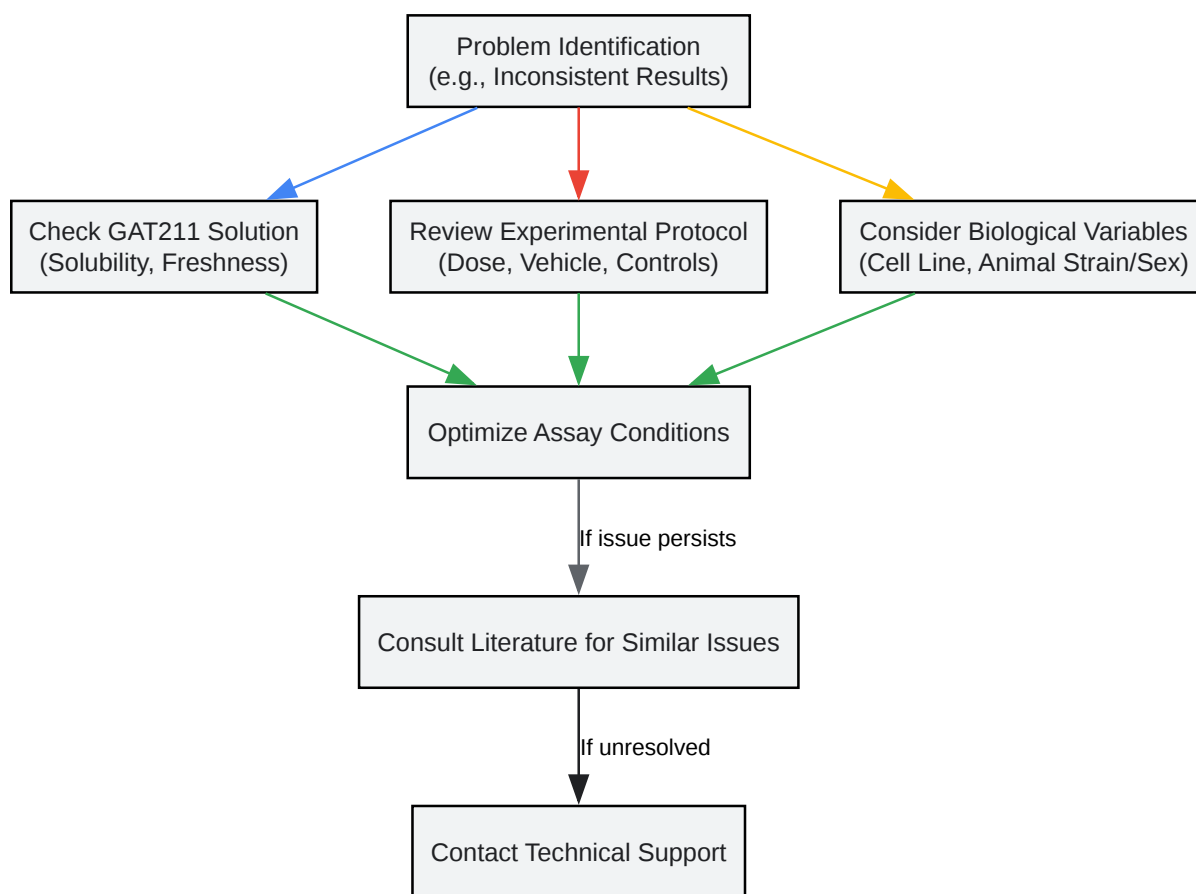 Problem Identification
(e.g., Inconsistent Results)
Check GAT211 Solution
(Solubility, Freshness)
Review Experimental Protocol
(Dose, Vehicle, Controls)
Consider Biological Variables
(Cell Line, Animal Strain/Sex)
Optimize Assay Conditions
If issue persists
Consult Literature for Similar Issues
If unresolved
Contact Technical Support